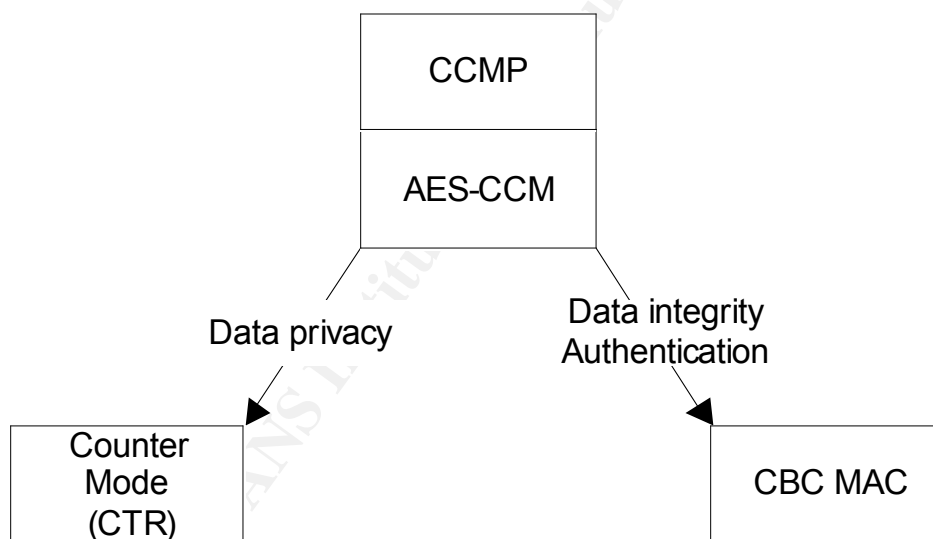 CCMP
AES-CCM
Data privacy
Data integrity
Authentication
Counter
Mode
(CTR)
CBC MAC